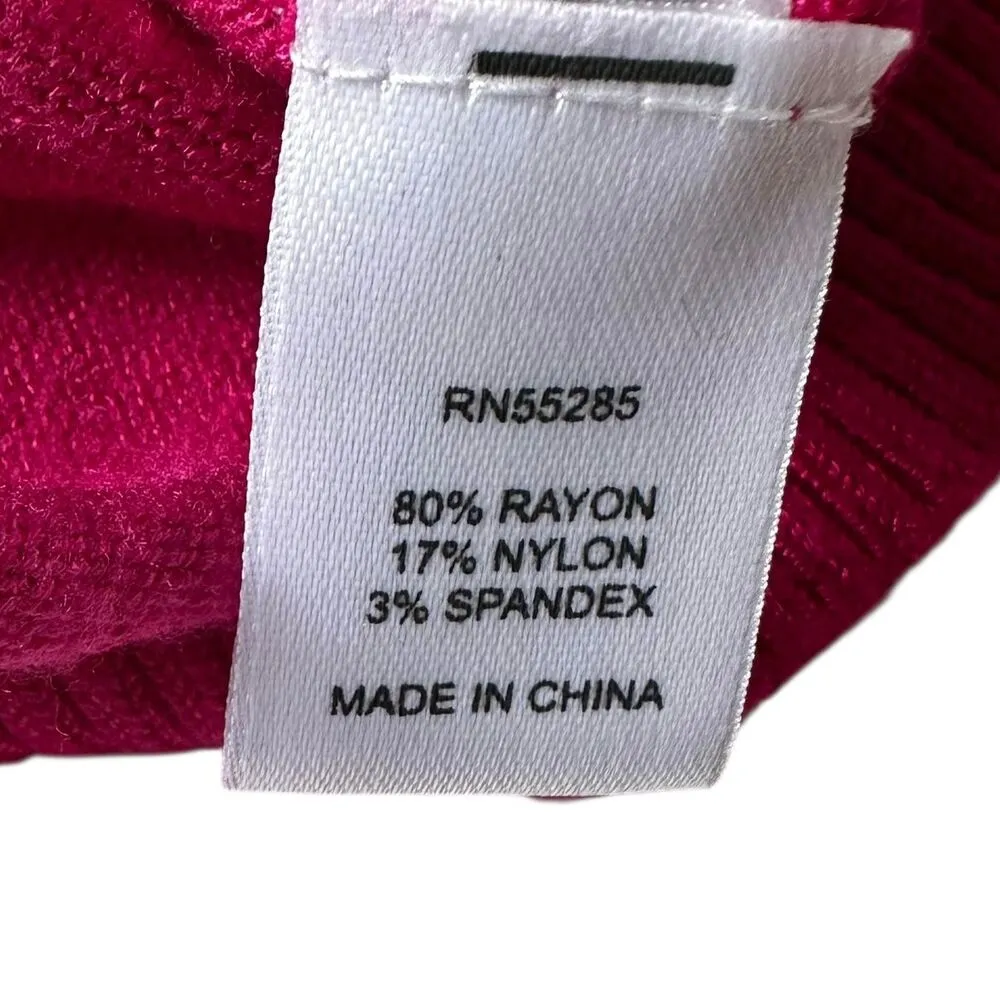 RN55285
80% RAYON
17% NYLON
3% SPANDEX
MADE IN CHINA